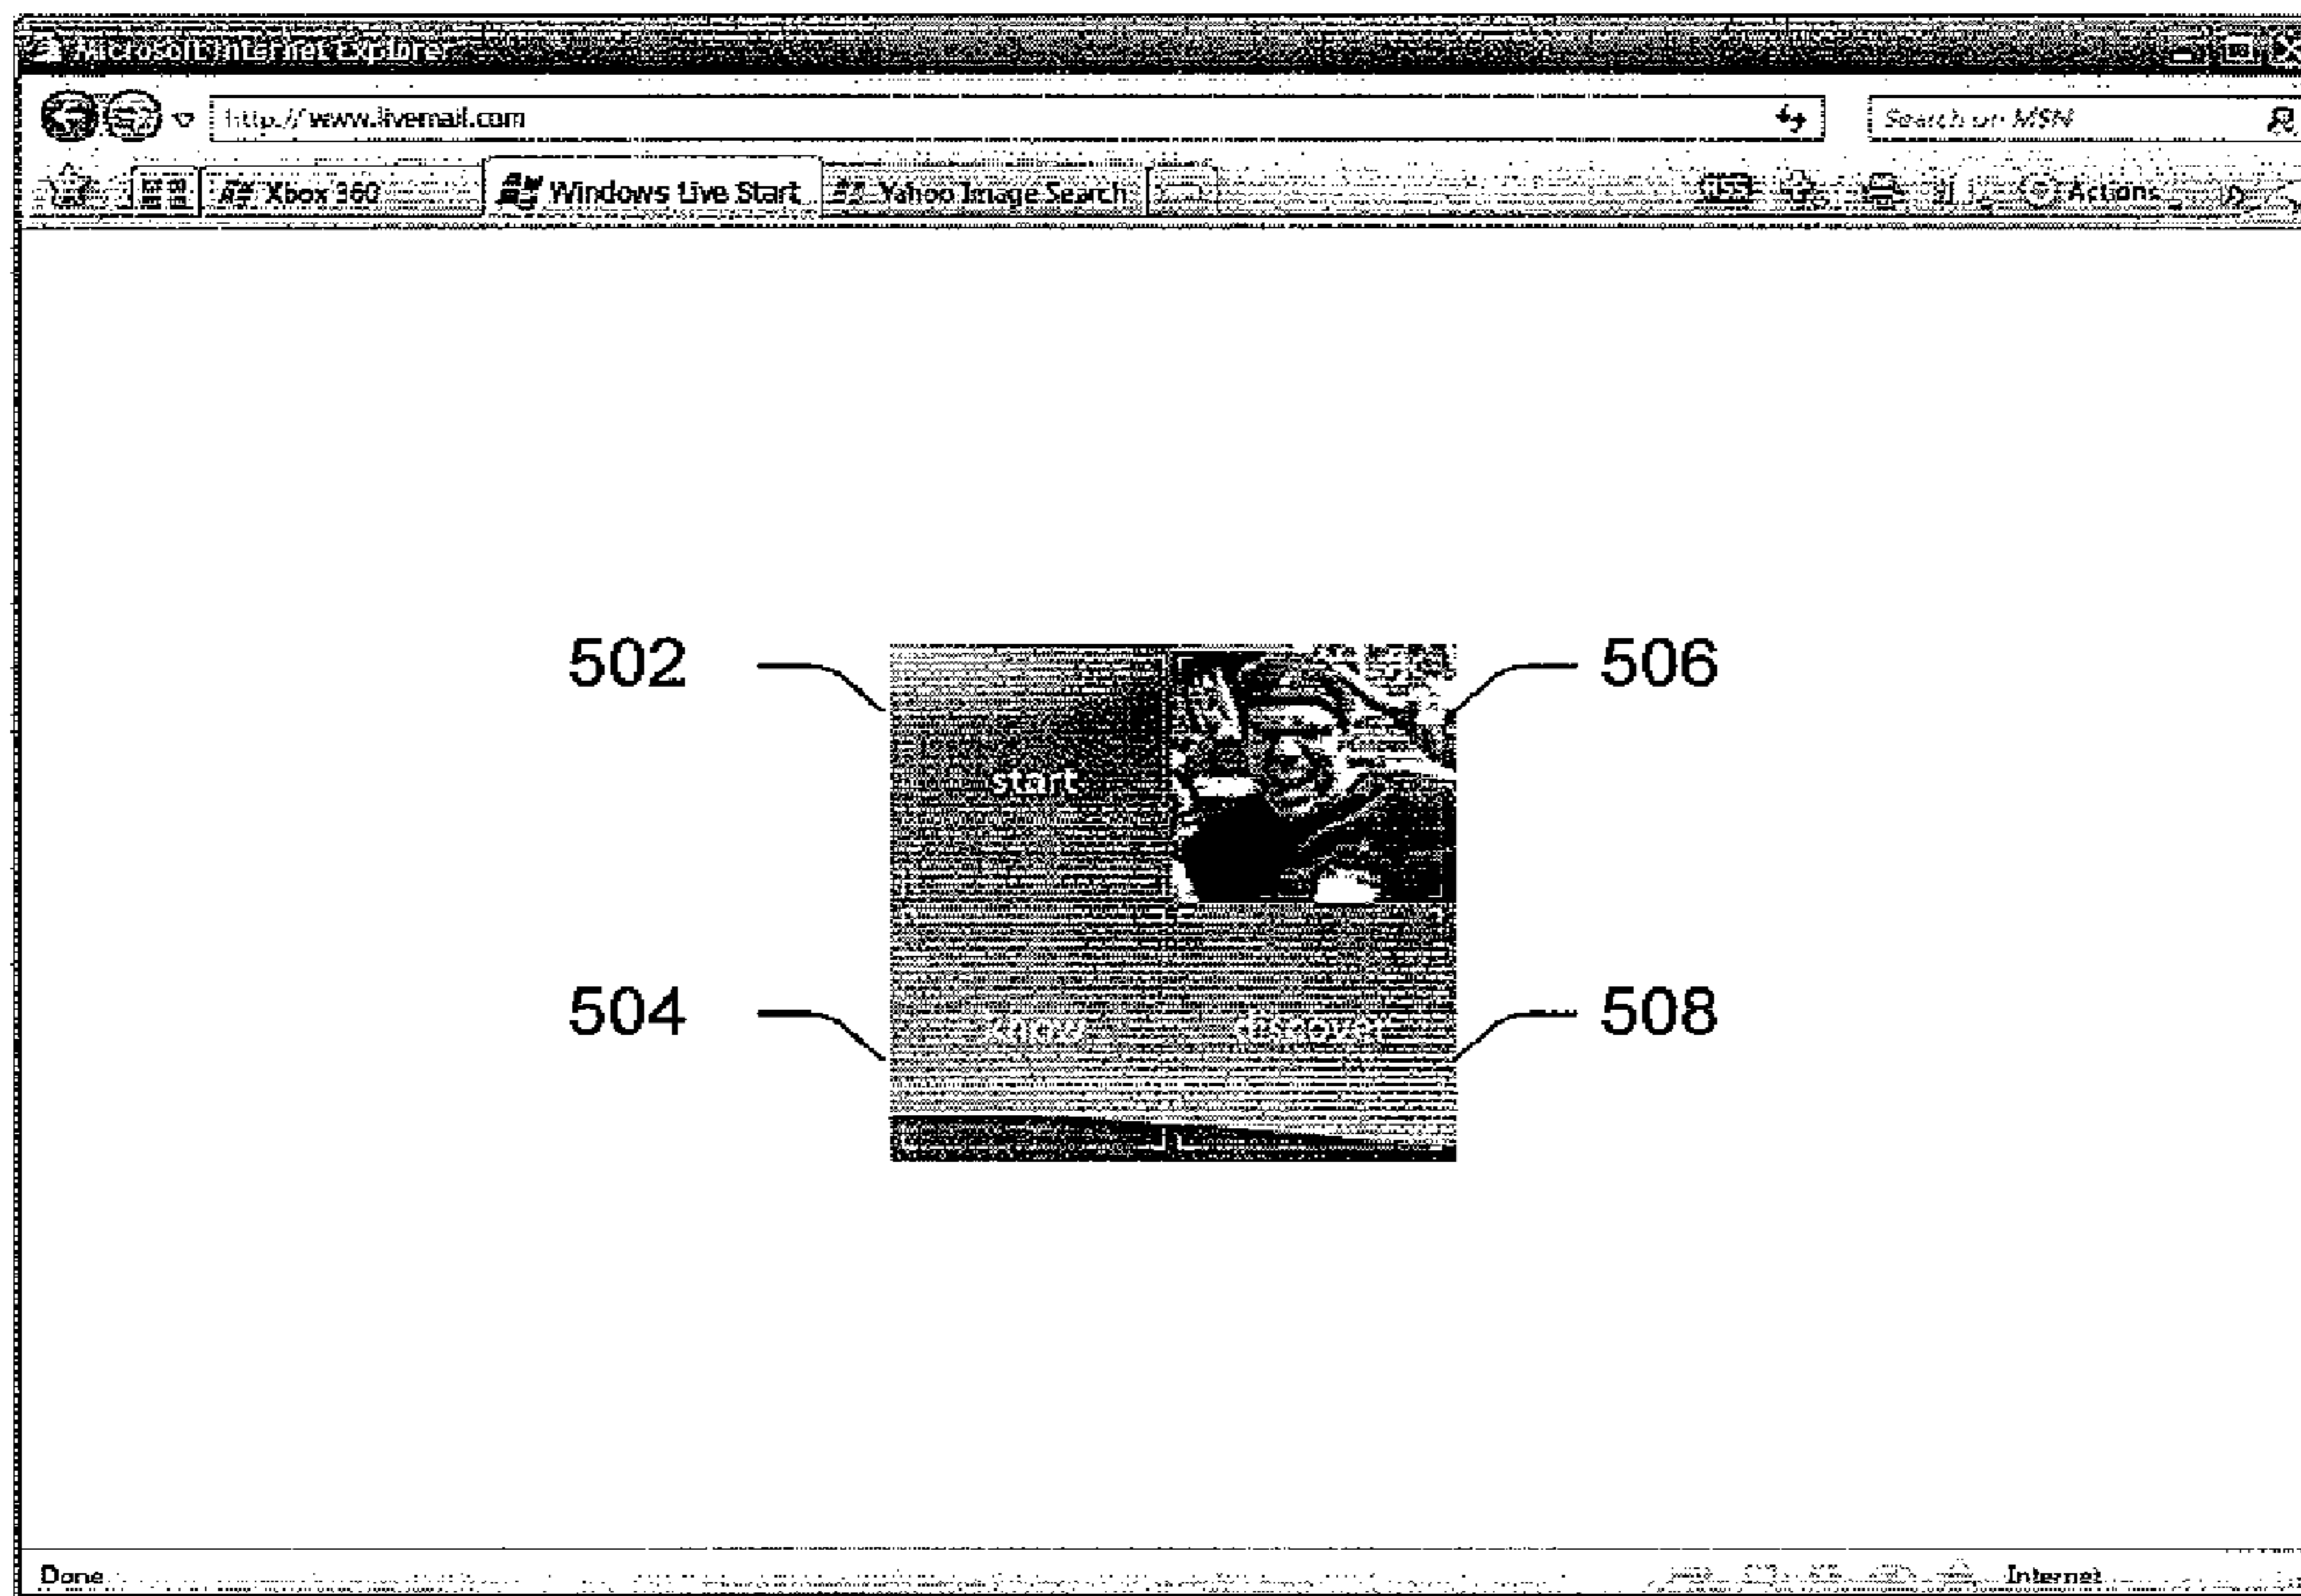 Microsoft Internet Explorer
http://www.livemail.com
Search on MSN
Xbox 360
Windows Live Start
Yahoo Image Search
Actions
502
506
start
504
508
know
discover
Done
Internet